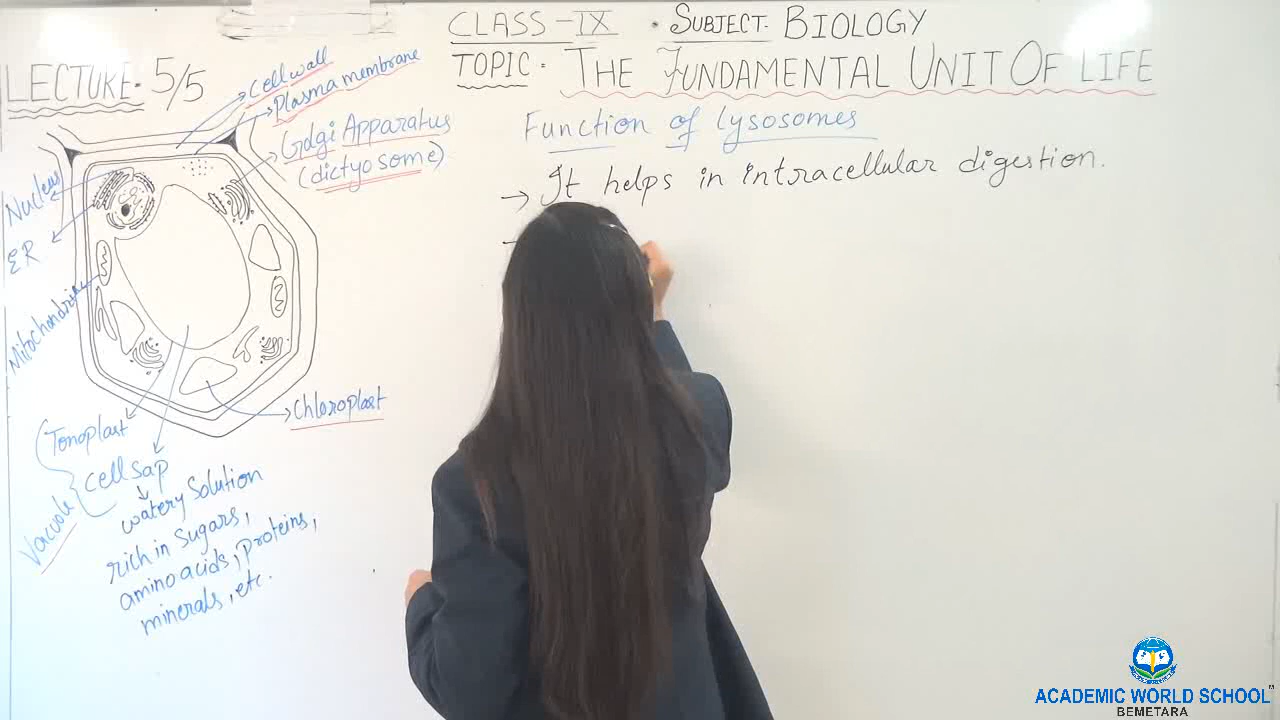 CLASS - IX • SUBJECT. BIOLOGY
TOPIC • THE FUNDAMENTAL UNIT OF LIFE
LECTURE • 5/5
Cell wall
Plasma membrane
Golgi Apparatus
(dictyosome)
Nucleus
ER
Mitochondria
Chloroplast
Tonoplast
Cell sap
Vacuole
watery solution
rich in sugars,
amino acids, proteins,
minerals, etc.
Function of lysosomes
→ It helps in intracellular digestion.
ACADEMIC WORLD SCHOOL
BEMETARA